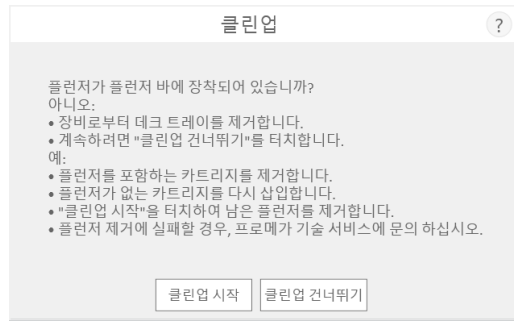 클린업
?
플런저가 플런저 바에 장착되어 있습니까?
아니오:
• 장비로부터 데크 트레이를 제거합니다.
• 계속하려면 "클린업 건너뛰기"를 터치합니다.
예:
• 플런저를 포함하는 카트리지를 제거합니다.
• 플런저가 없는 카트리지를 다시 삽입합니다.
• "클린업 시작"을 터치하여 남은 플런저를 제거합니다.
• 플런저 제거에 실패할 경우, 프로메가 기술 서비스에 문의 하십시오.
클린업 시작 클린업 건너뛰기